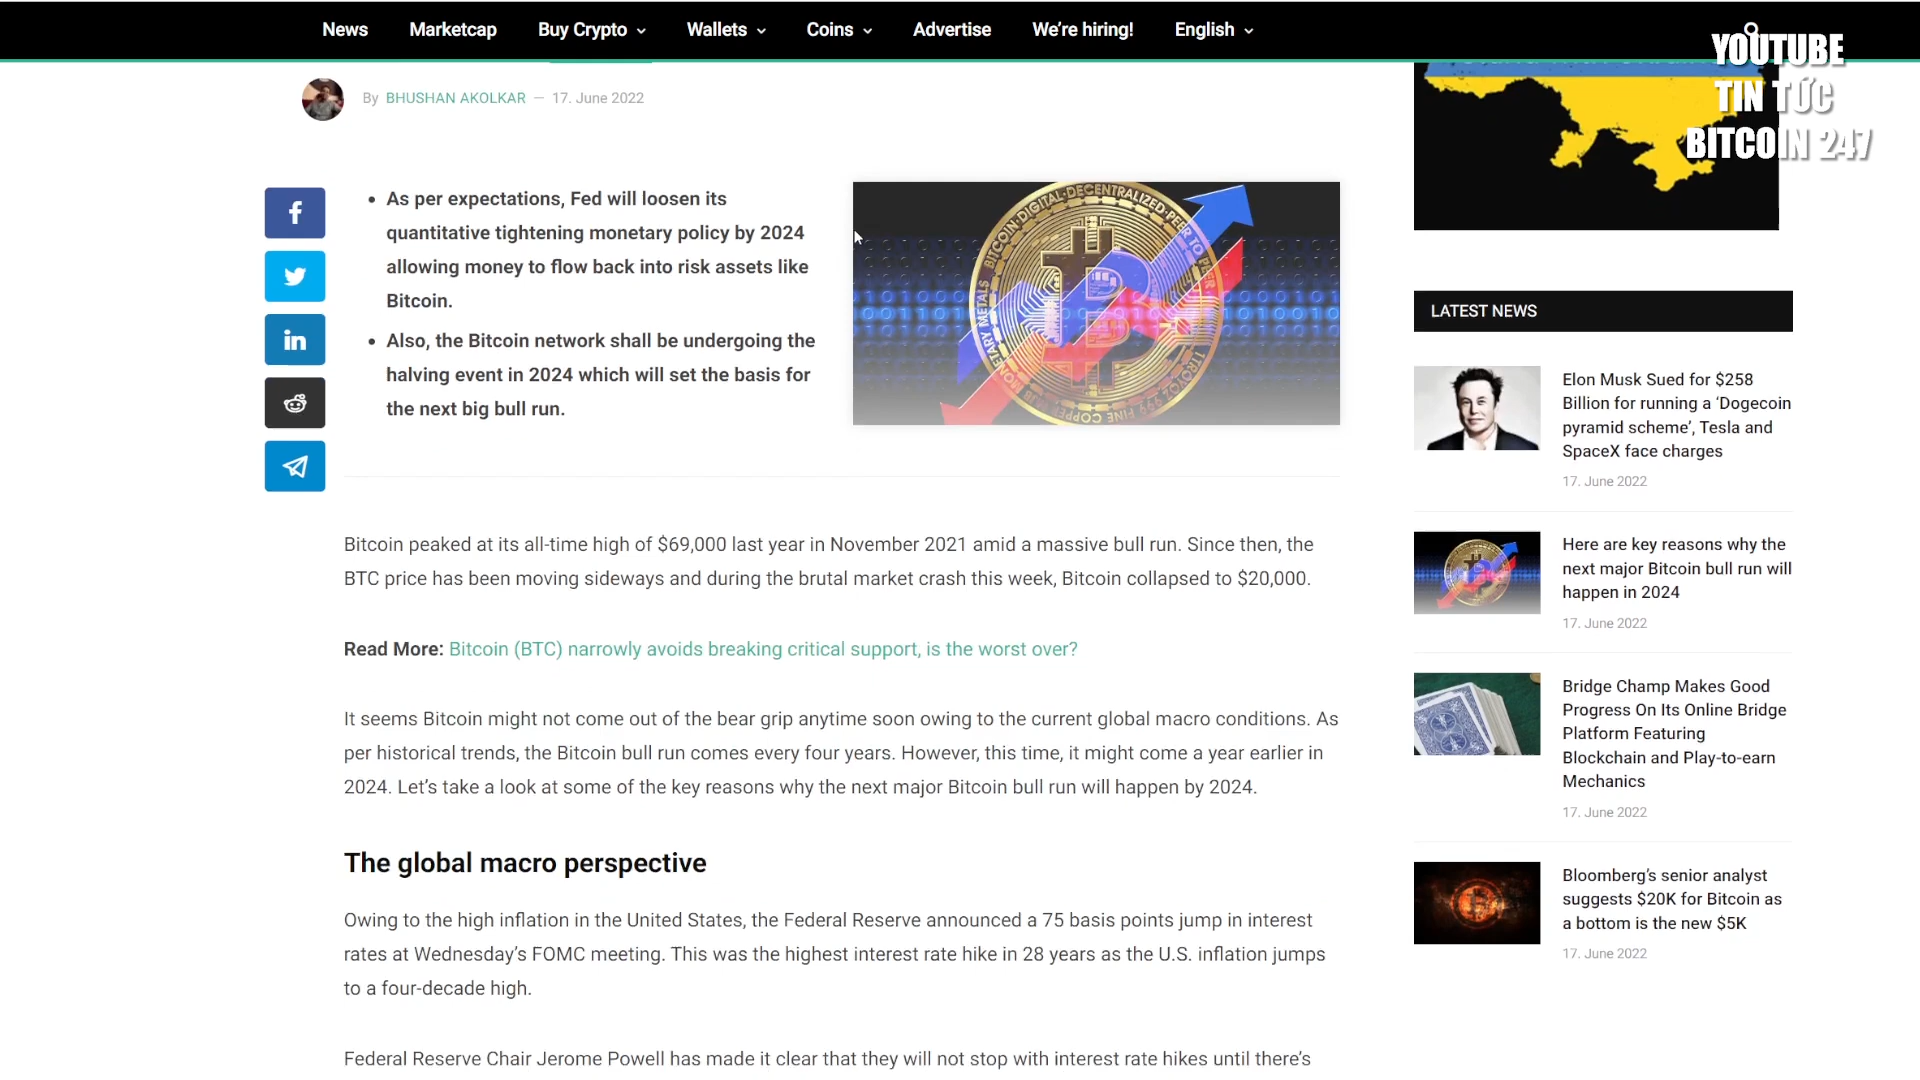 News Marketcap Buy Crypto Wallets Coins Advertise We're hiring! English
YOUTUBE
TIN TỨC
BITCOIN 247
By BHUSHAN AKOLKAR — 17. June 2022
As per expectations, Fed will loosen its
quantitative tightening monetary policy by 2024
allowing money to flow back into risk assets like
Bitcoin.
Also, the Bitcoin network shall be undergoing the
halving event in 2024 which will set the basis for
the next big bull run.
BITCOIN·DIGITAL·DECENTRALIZED·PEER TO PEER
Bitcoin peaked at its all-time high of $69,000 last year in November 2021 amid a massive bull run. Since then, the
BTC price has been moving sideways and during the brutal market crash this week, Bitcoin collapsed to $20,000.
Read More: Bitcoin (BTC) narrowly avoids breaking critical support, is the worst over?
It seems Bitcoin might not come out of the bear grip anytime soon owing to the current global macro conditions. As
per historical trends, the Bitcoin bull run comes every four years. However, this time, it might come a year earlier in
2024. Let's take a look at some of the key reasons why the next major Bitcoin bull run will happen by 2024.
The global macro perspective
Owing to the high inflation in the United States, the Federal Reserve announced a 75 basis points jump in interest
rates at Wednesday's FOMC meeting. This was the highest interest rate hike in 28 years as the U.S. inflation jumps
to a four-decade high.
Federal Reserve Chair Jerome Powell has made it clear that they will not stop with interest rate hikes until there's
LATEST NEWS
Elon Musk Sued for $258
Billion for running a 'Dogecoin
pyramid scheme', Tesla and
SpaceX face charges
17. June 2022
Here are key reasons why the
next major Bitcoin bull run will
happen in 2024
17. June 2022
Bridge Champ Makes Good
Progress On Its Online Bridge
Platform Featuring
Blockchain and Play-to-earn
Mechanics
17. June 2022
Bloomberg's senior analyst
suggests $20K for Bitcoin as
a bottom is the new $5K
17. June 2022